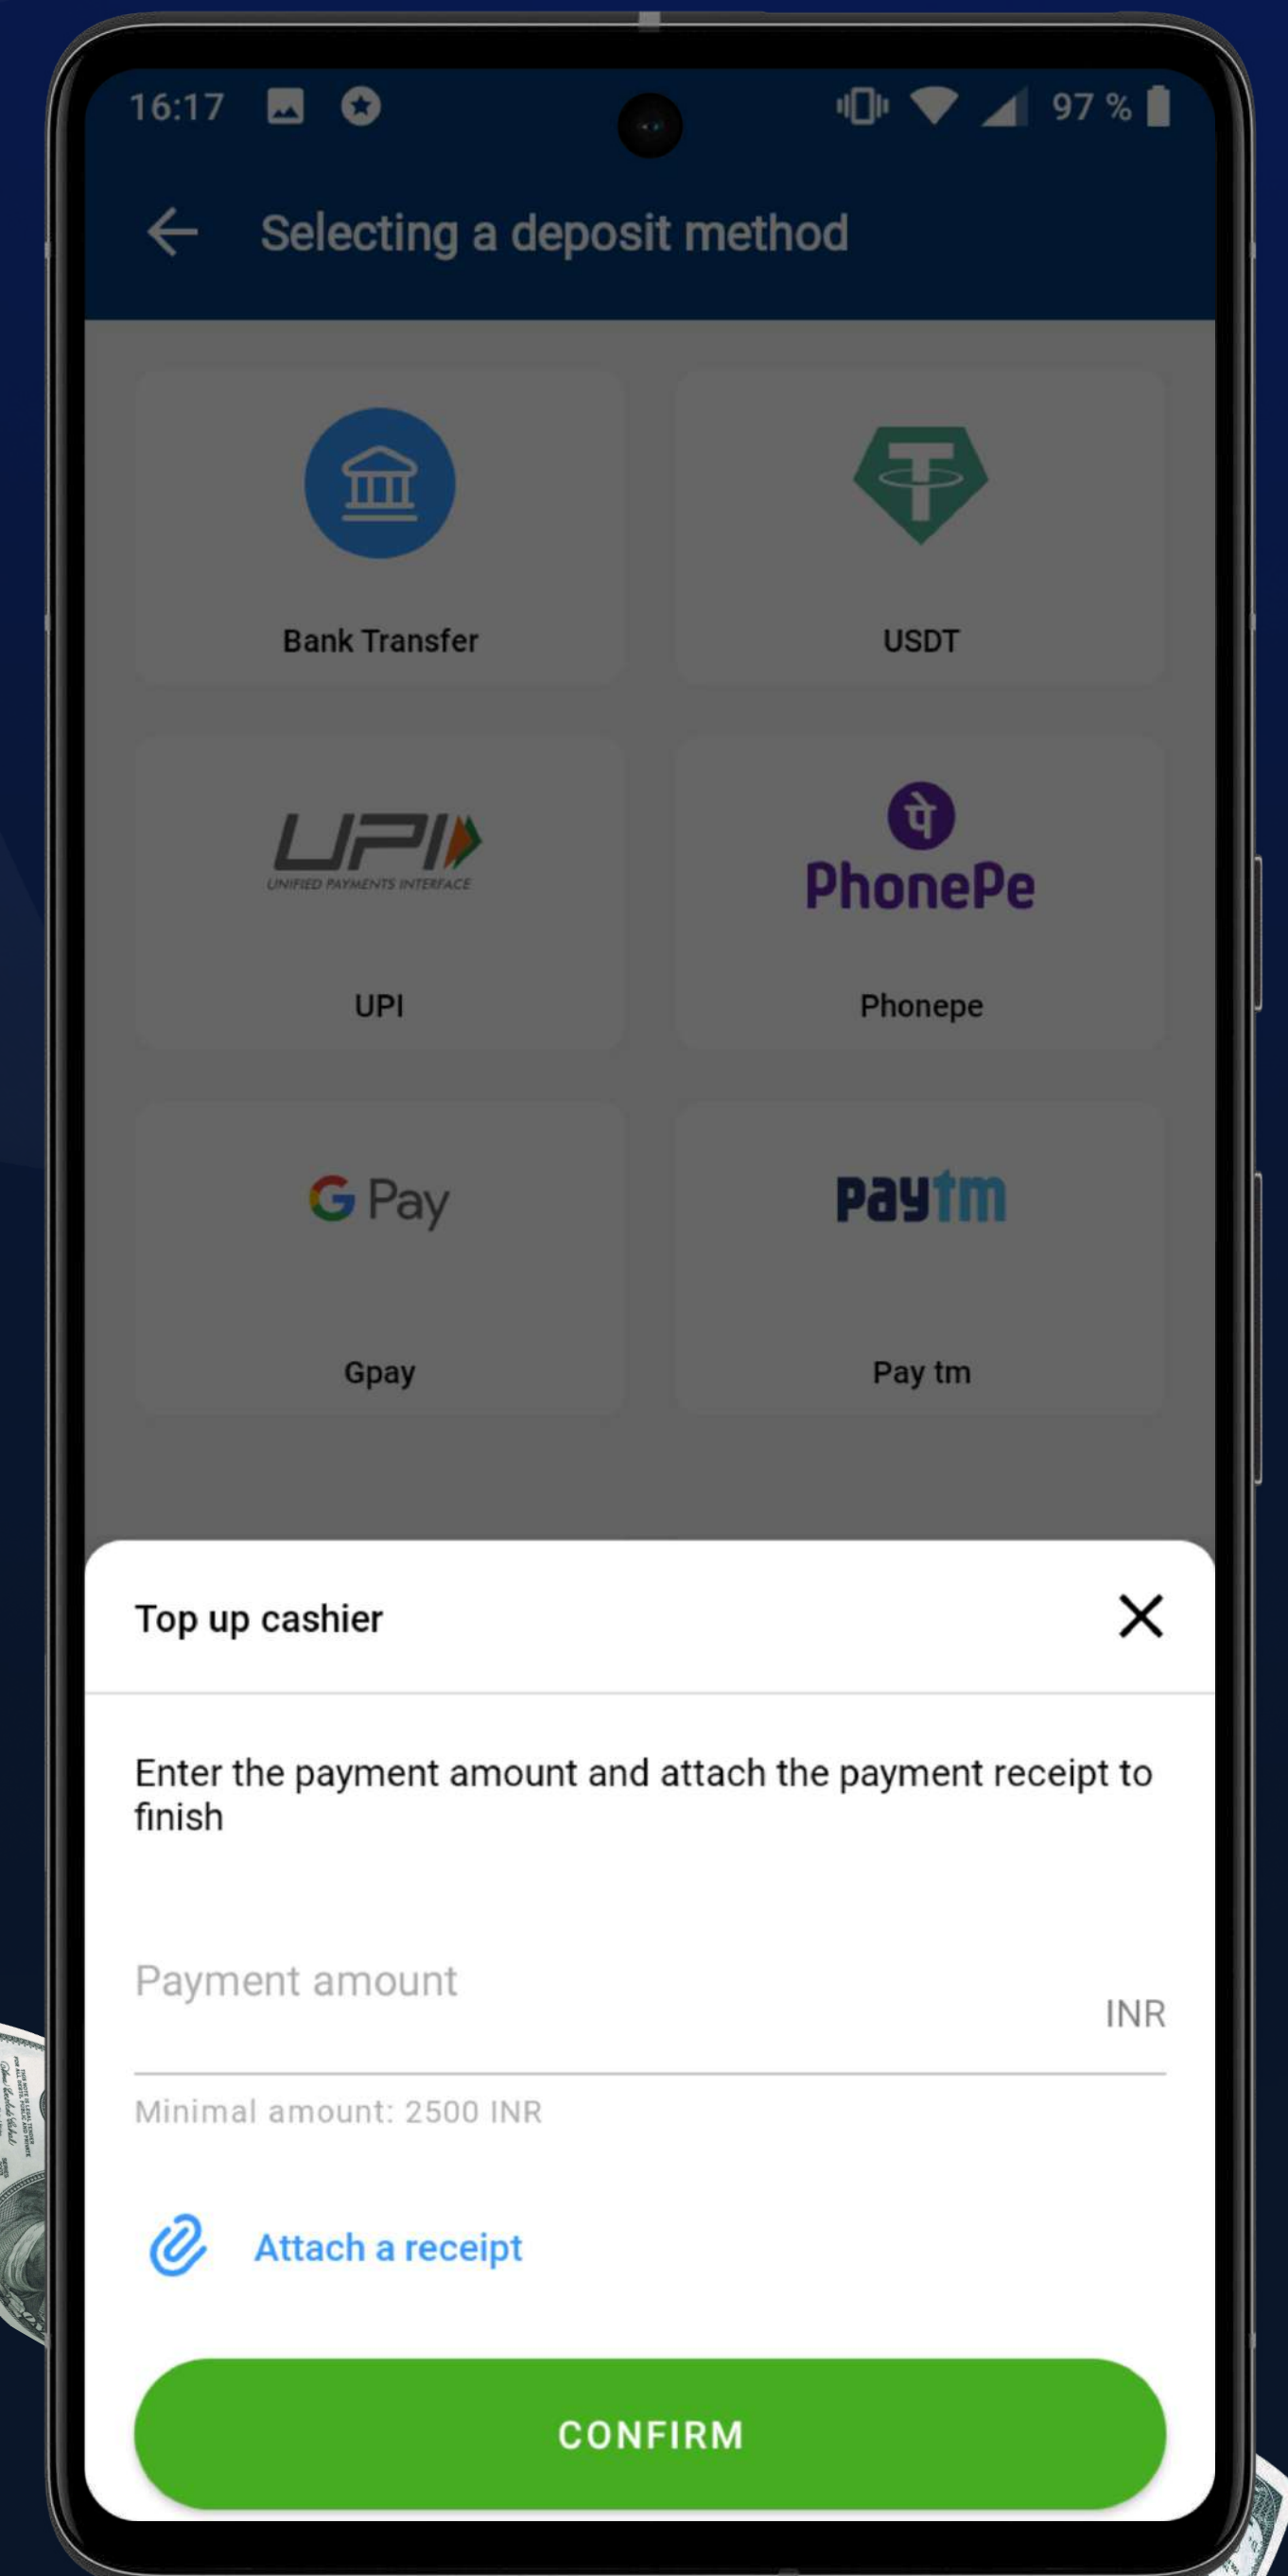 16:17
97 %
Selecting a deposit method
Bank Transfer
USDT
UPI
UNIFIED PAYMENTS INTERFACE
UPI
पे
PhonePe
Phonepe
G Pay
Gpay
paytm
Pay tm
Top up cashier
Enter the payment amount and attach the payment receipt to
finish
Payment amount
INR
Minimal amount: 2500 INR
Attach a receipt
CONFIRM